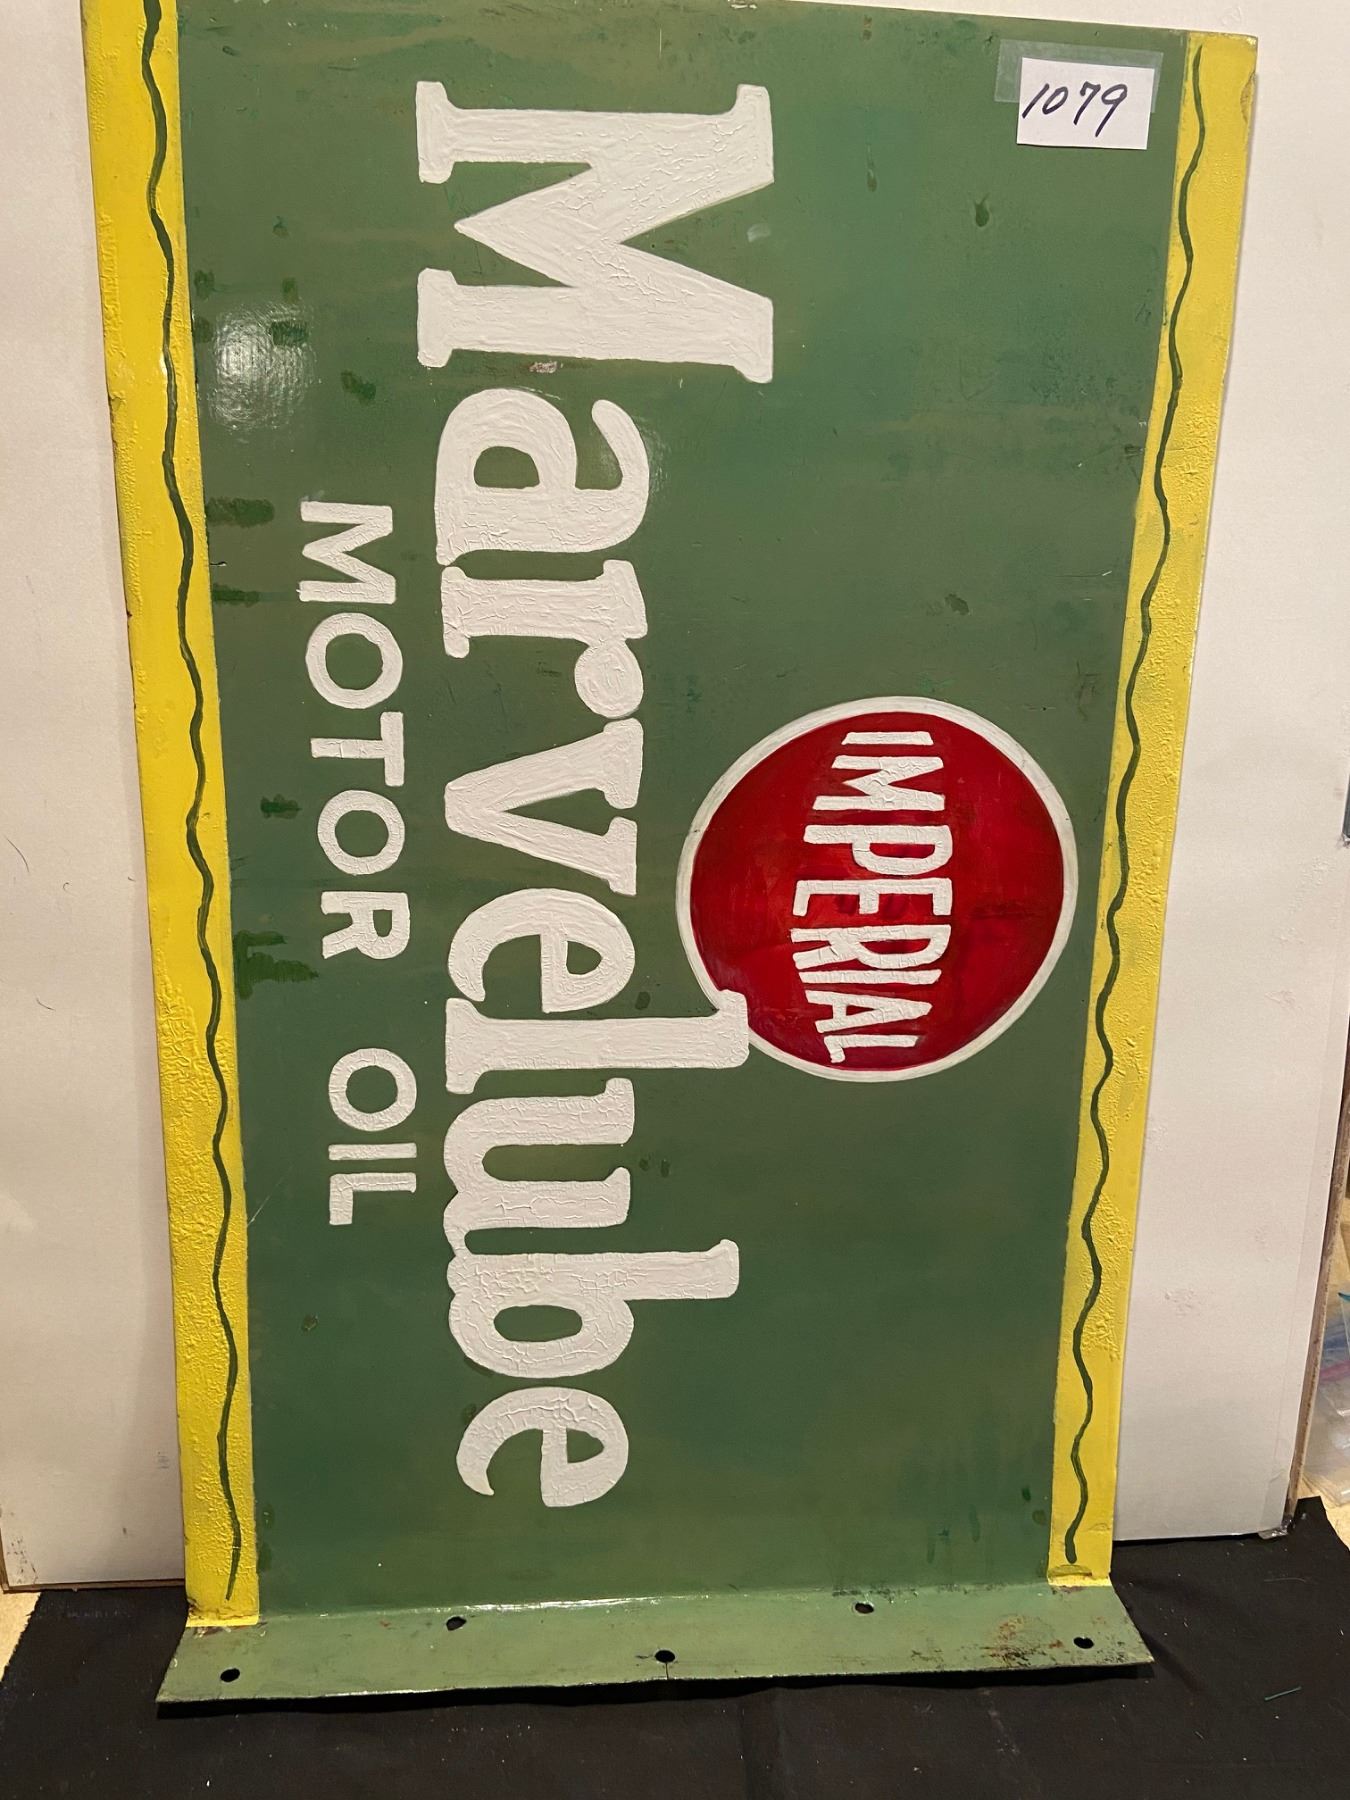 1079
IMPERIAL
Marvelube
MOTOR OIL